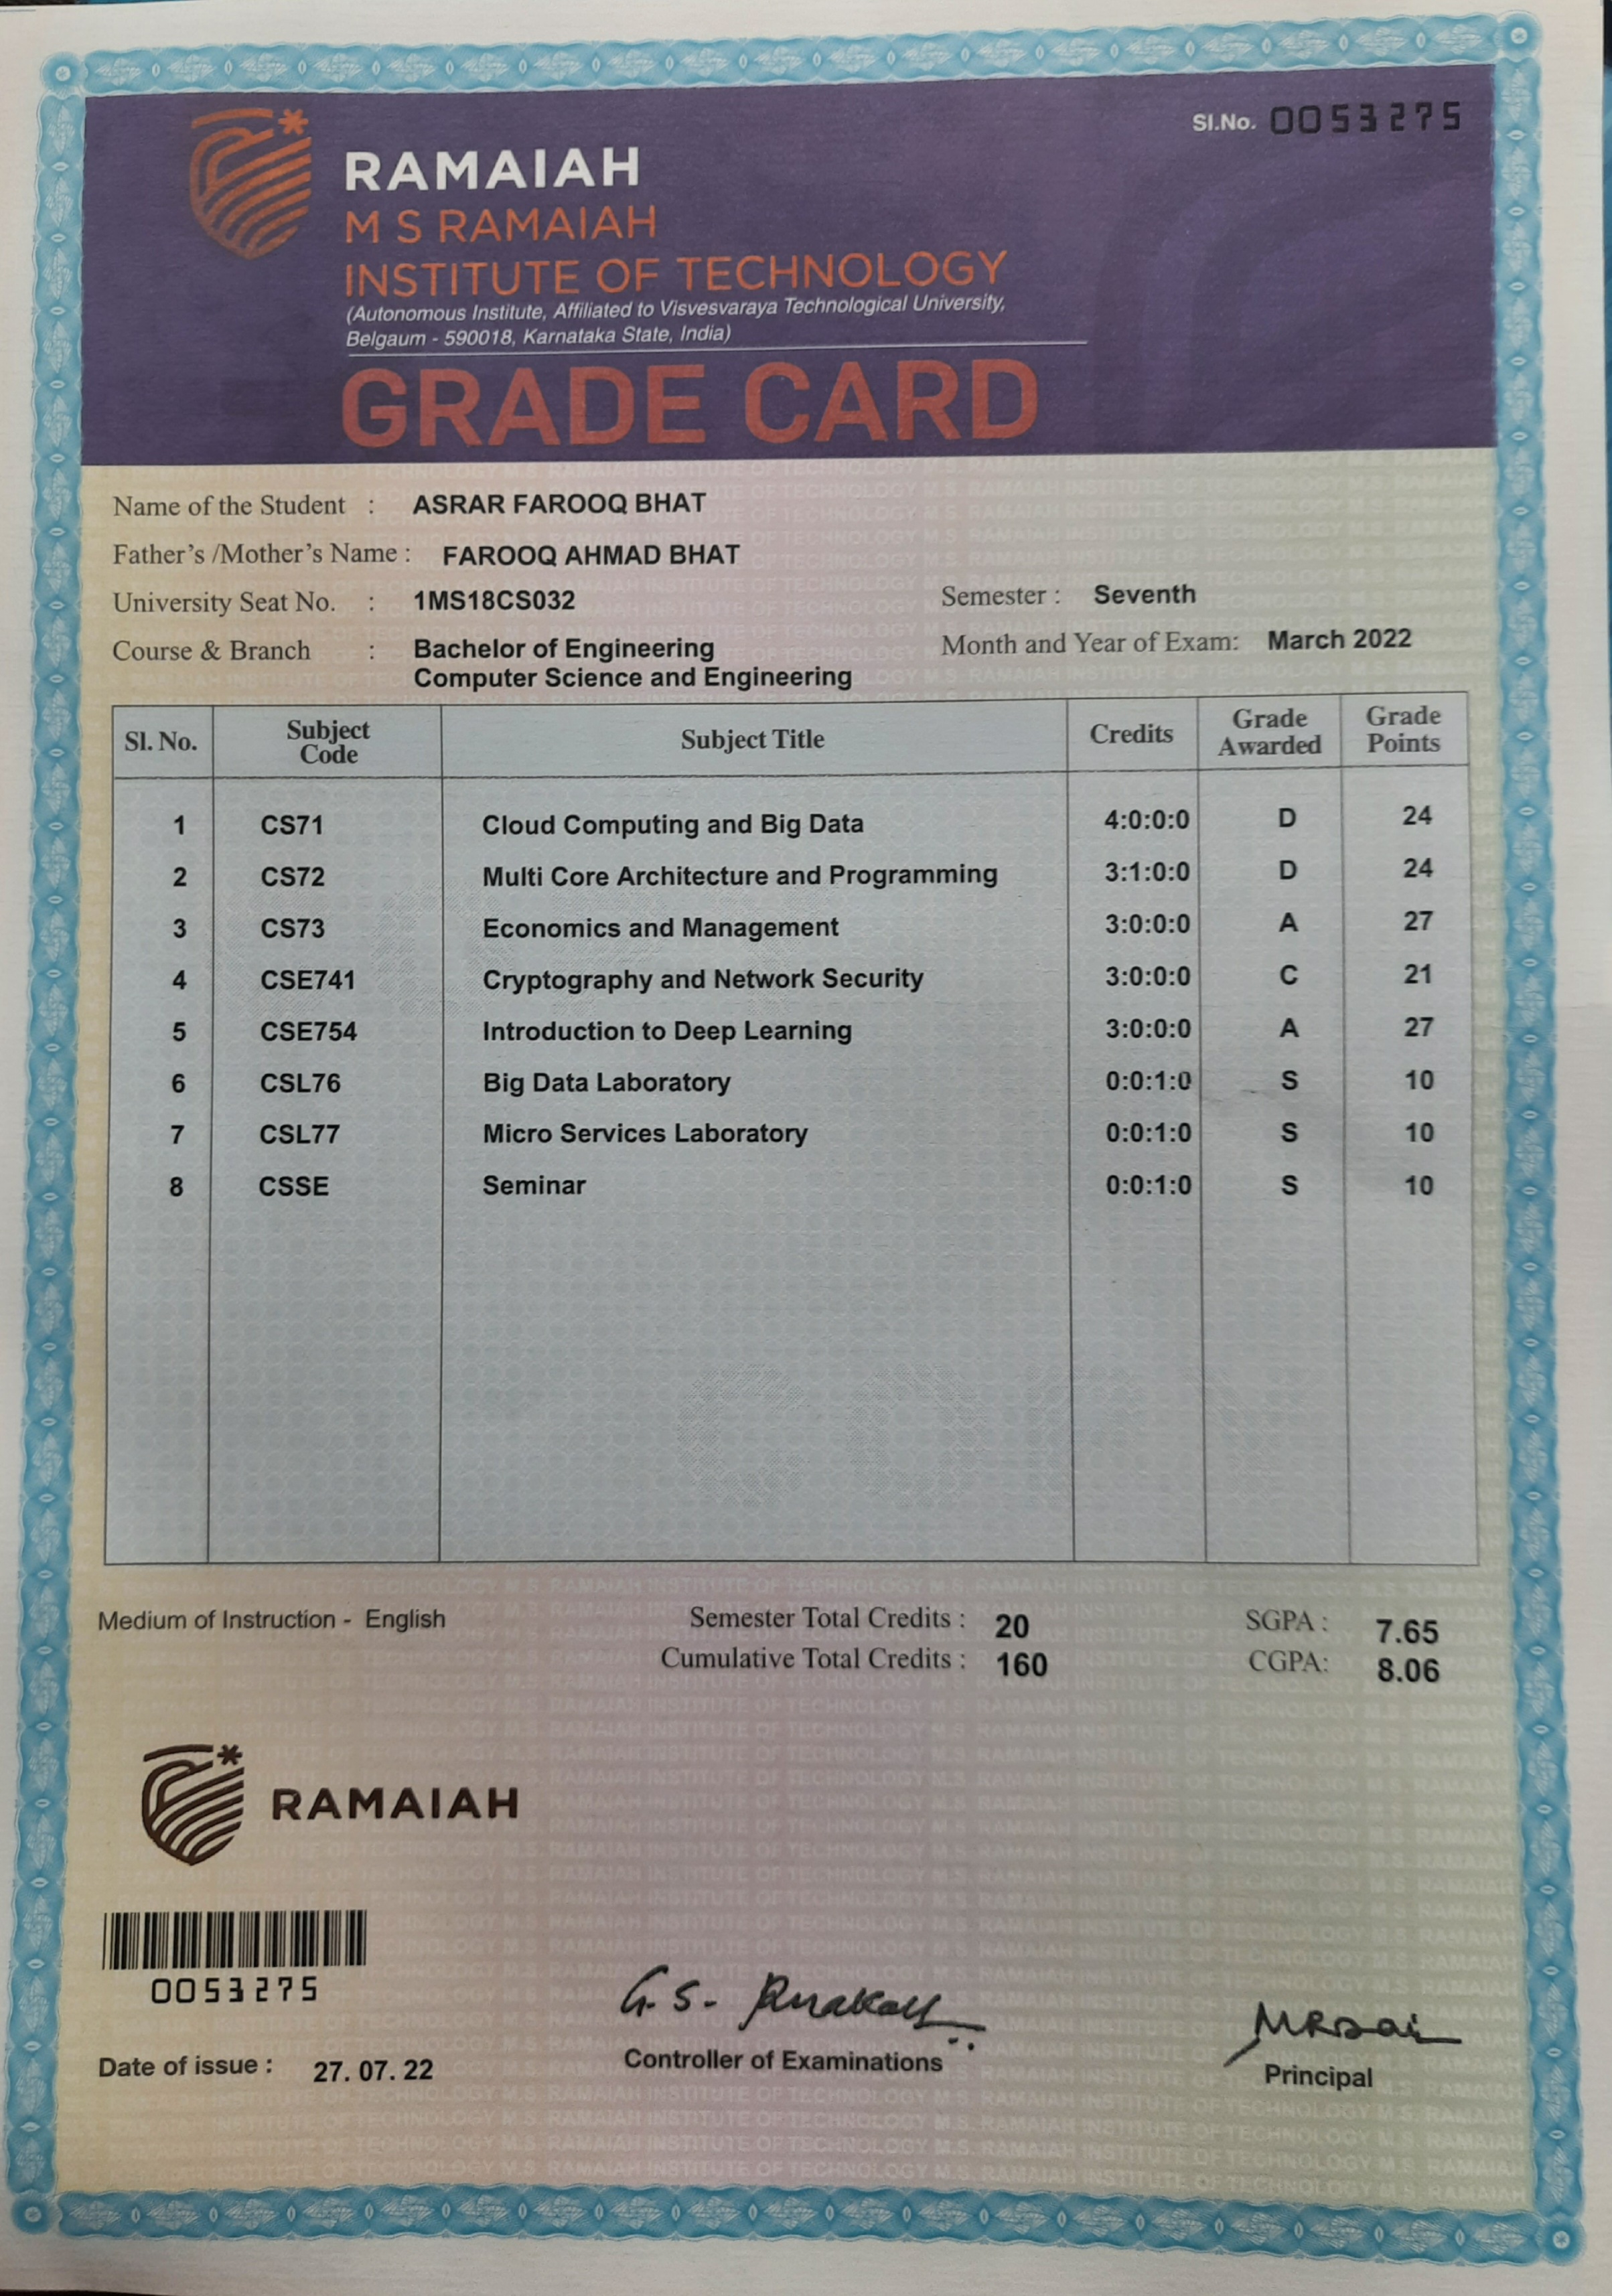 Sl.No. 0053275
RAMAIAH
M S RAMAIAH
INSTITUTE OF TECHNOLOGY
(Autonomous Institute, Affiliated to Visvesvaraya Technological University,
Belgaum - 590018, Karnataka State, India)
GRADE CARD
Name of the Student : ASRAR FAROOQ BHAT
Father's /Mother's Name : FAROOQ AHMAD BHAT
University Seat No. : 1MS18CS032 Semester : Seventh
Course & Branch : Bachelor of Engineering Month and Year of Exam: March 2022
Computer Science and Engineering
Sl. No. Subject Code Subject Title Credits Grade Awarded Grade Points
1 CS71 Cloud Computing and Big Data 4:0:0:0 D 24
2 CS72 Multi Core Architecture and Programming 3:1:0:0 D 24
3 CS73 Economics and Management 3:0:0:0 A 27
4 CSE741 Cryptography and Network Security 3:0:0:0 C 21
5 CSE754 Introduction to Deep Learning 3:0:0:0 A 27
6 CSL76 Big Data Laboratory 0:0:1:0 S 10
7 CSL77 Micro Services Laboratory 0:0:1:0 S 10
8 CSSE Seminar 0:0:1:0 S 10
Medium of Instruction - English Semester Total Credits : 20 SGPA : 7.65
Cumulative Total Credits : 160 CGPA: 8.06
RAMAIAH
0053275
G. S.
Date of issue : 27. 07. 22 Controller of Examinations Principal